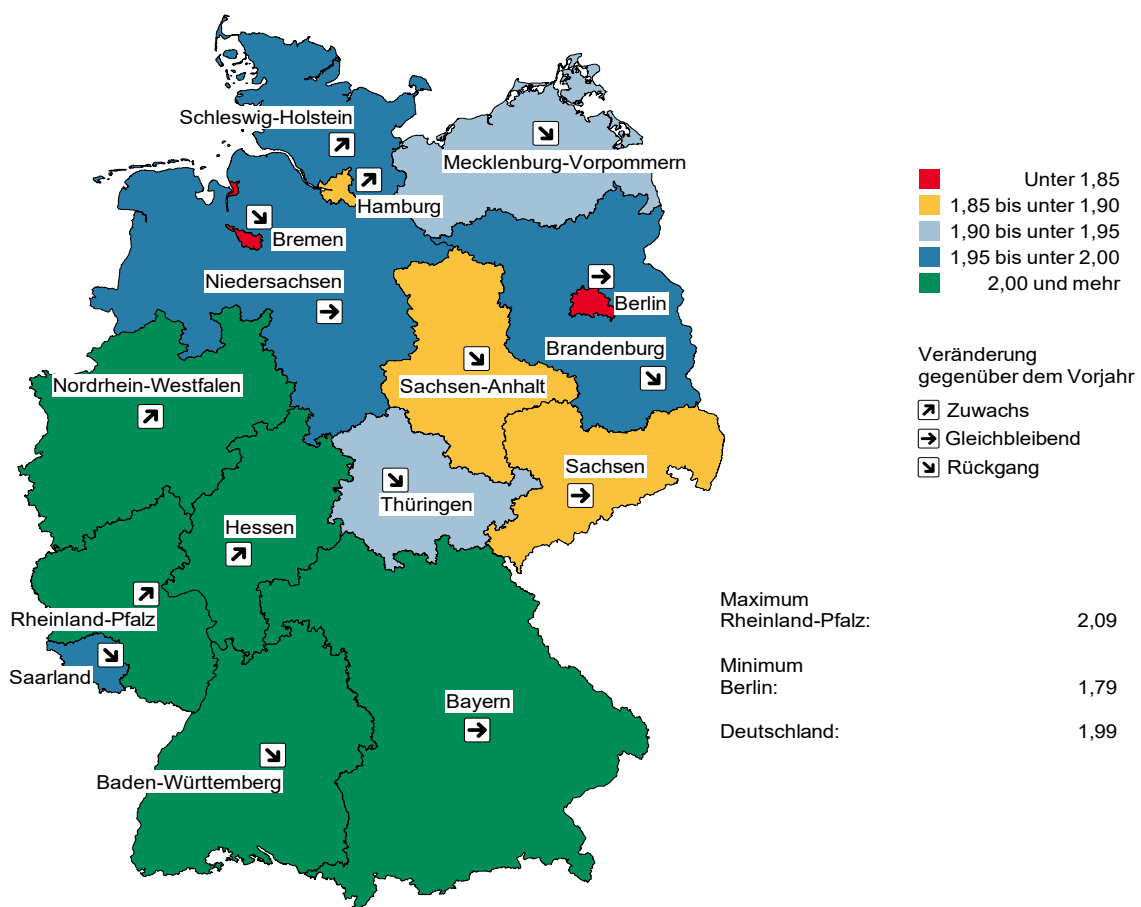 Schleswig-Holstein
Mecklenburg-Vorpommern
Hamburg
Bremen
Niedersachsen
Berlin
Brandenburg
Nordrhein-Westfalen
Sachsen-Anhalt
Sachsen
Thüringen
Hessen
Rheinland-Pfalz
Saarland
Bayern
Baden-Württemberg
Unter 1,85
1,85 bis unter 1,90
1,90 bis unter 1,95
1,95 bis unter 2,00
2,00 und mehr
Veränderung
gegenüber dem Vorjahr
Zuwachs
Gleichbleibend
Rückgang
Maximum
Rheinland-Pfalz: 2,09
Minimum
Berlin: 1,79
Deutschland: 1,99